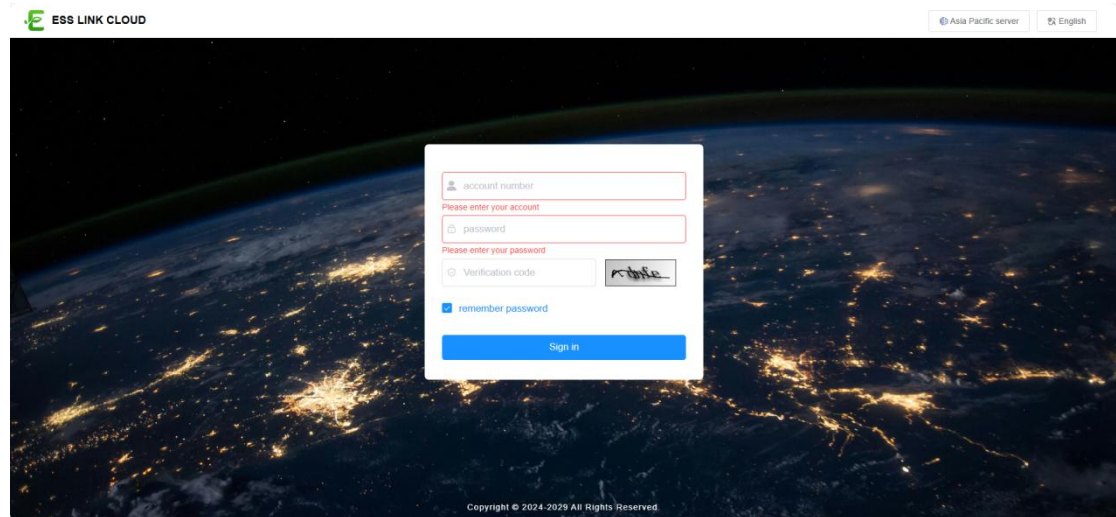 ESS LINK CLOUD
Asia Pacific server
English
account number
Please enter your account
password
Please enter your password
Verification code
remember password
Sign in
Copyright © 2024-2029 All Rights Reserved.